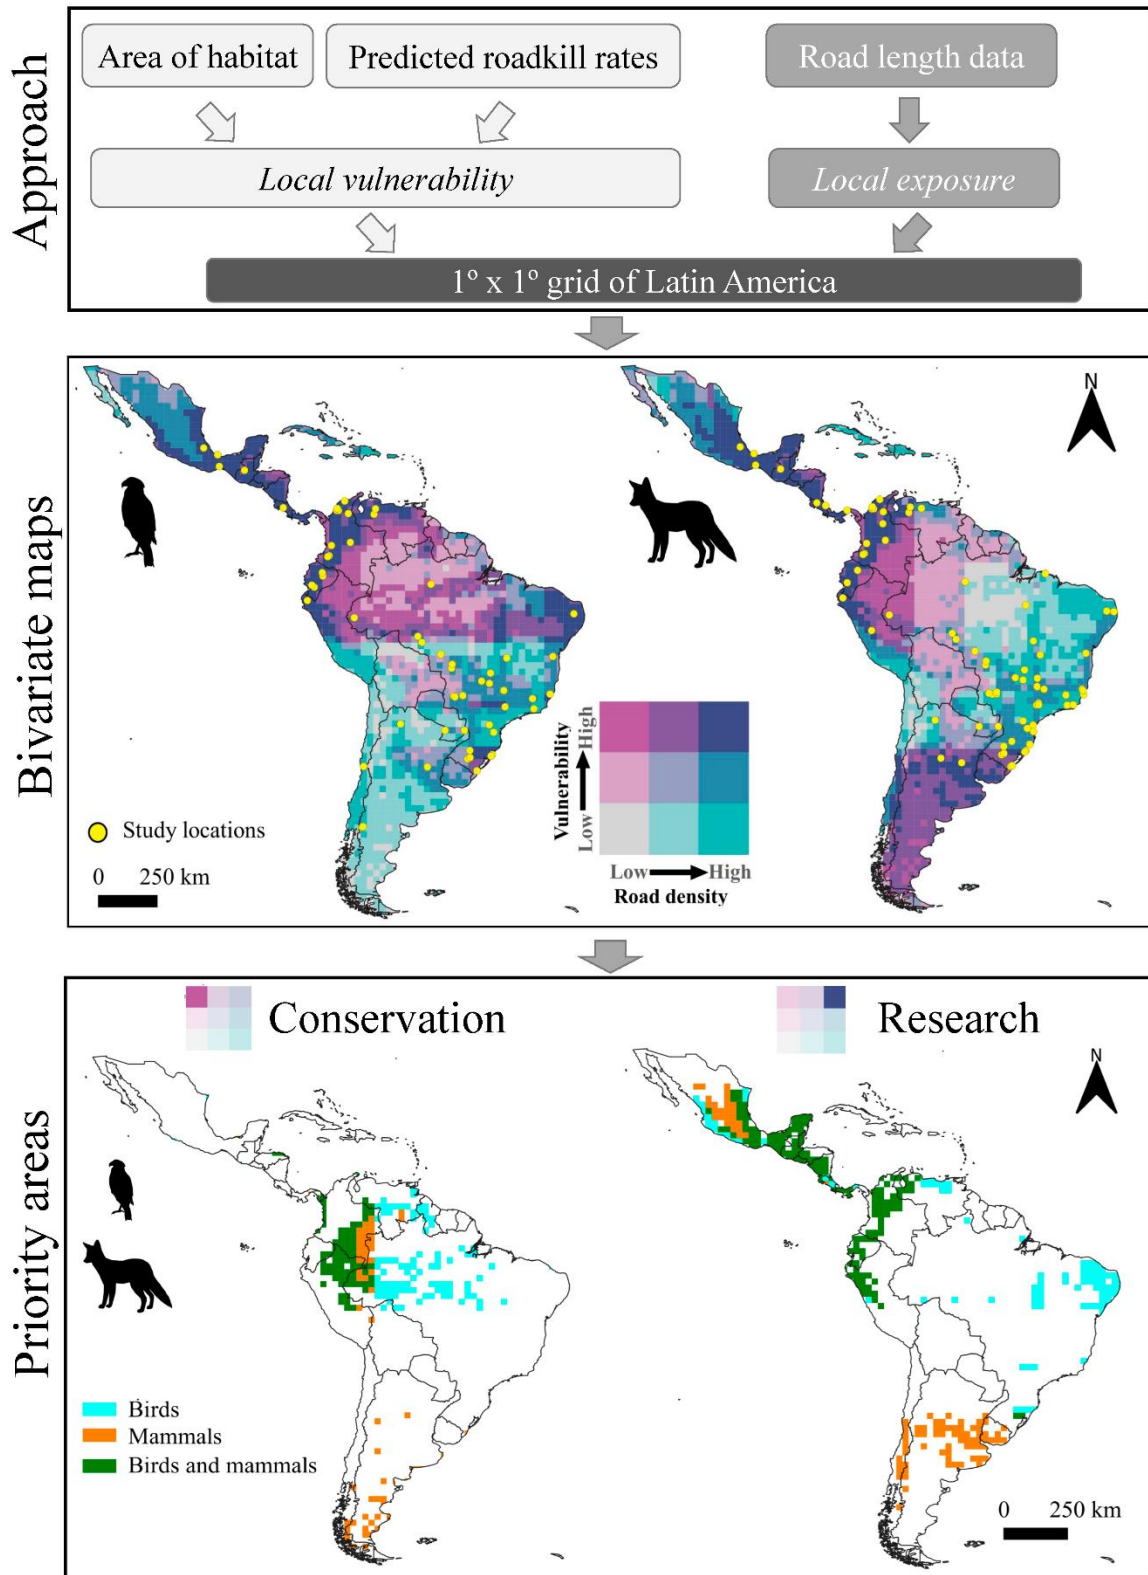 Approach
Area of habitat
Predicted roadkill rates
Road length data
Local vulnerability
Local exposure
1º x 1º grid of Latin America
Bivariate maps
N
Vulnerability
Low
High
Low
High
Road density
Study locations
0 250 km
Priority areas
Conservation
Research
N
Birds
Mammals
Birds and mammals
0 250 km